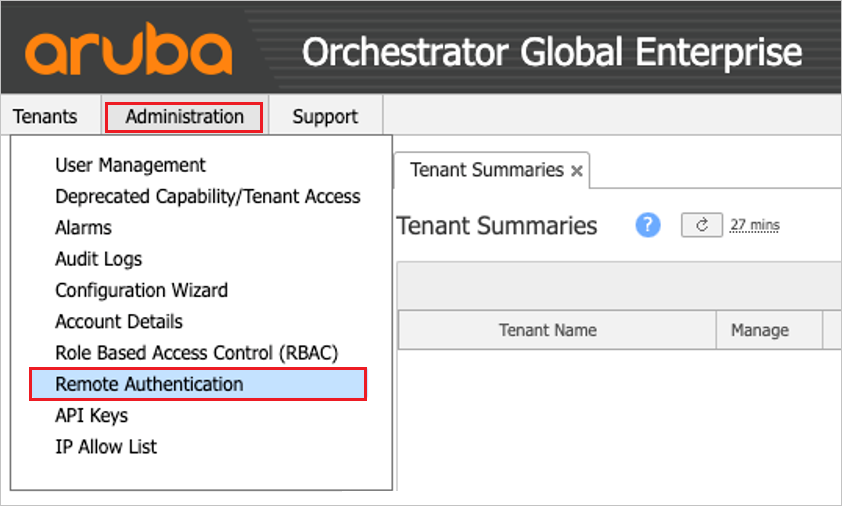 aruba
Orchestrator Global Enterprise
Tenants
Administration
Support
User Management
Deprecated Capability/Tenant Access
Alarms
Audit Logs
Configuration Wizard
Account Details
Role Based Access Control (RBAC)
Remote Authentication
API Keys
IP Allow List
Tenant Summaries ×
Tenant Summaries ? 27 mins
Tenant Name
Manage